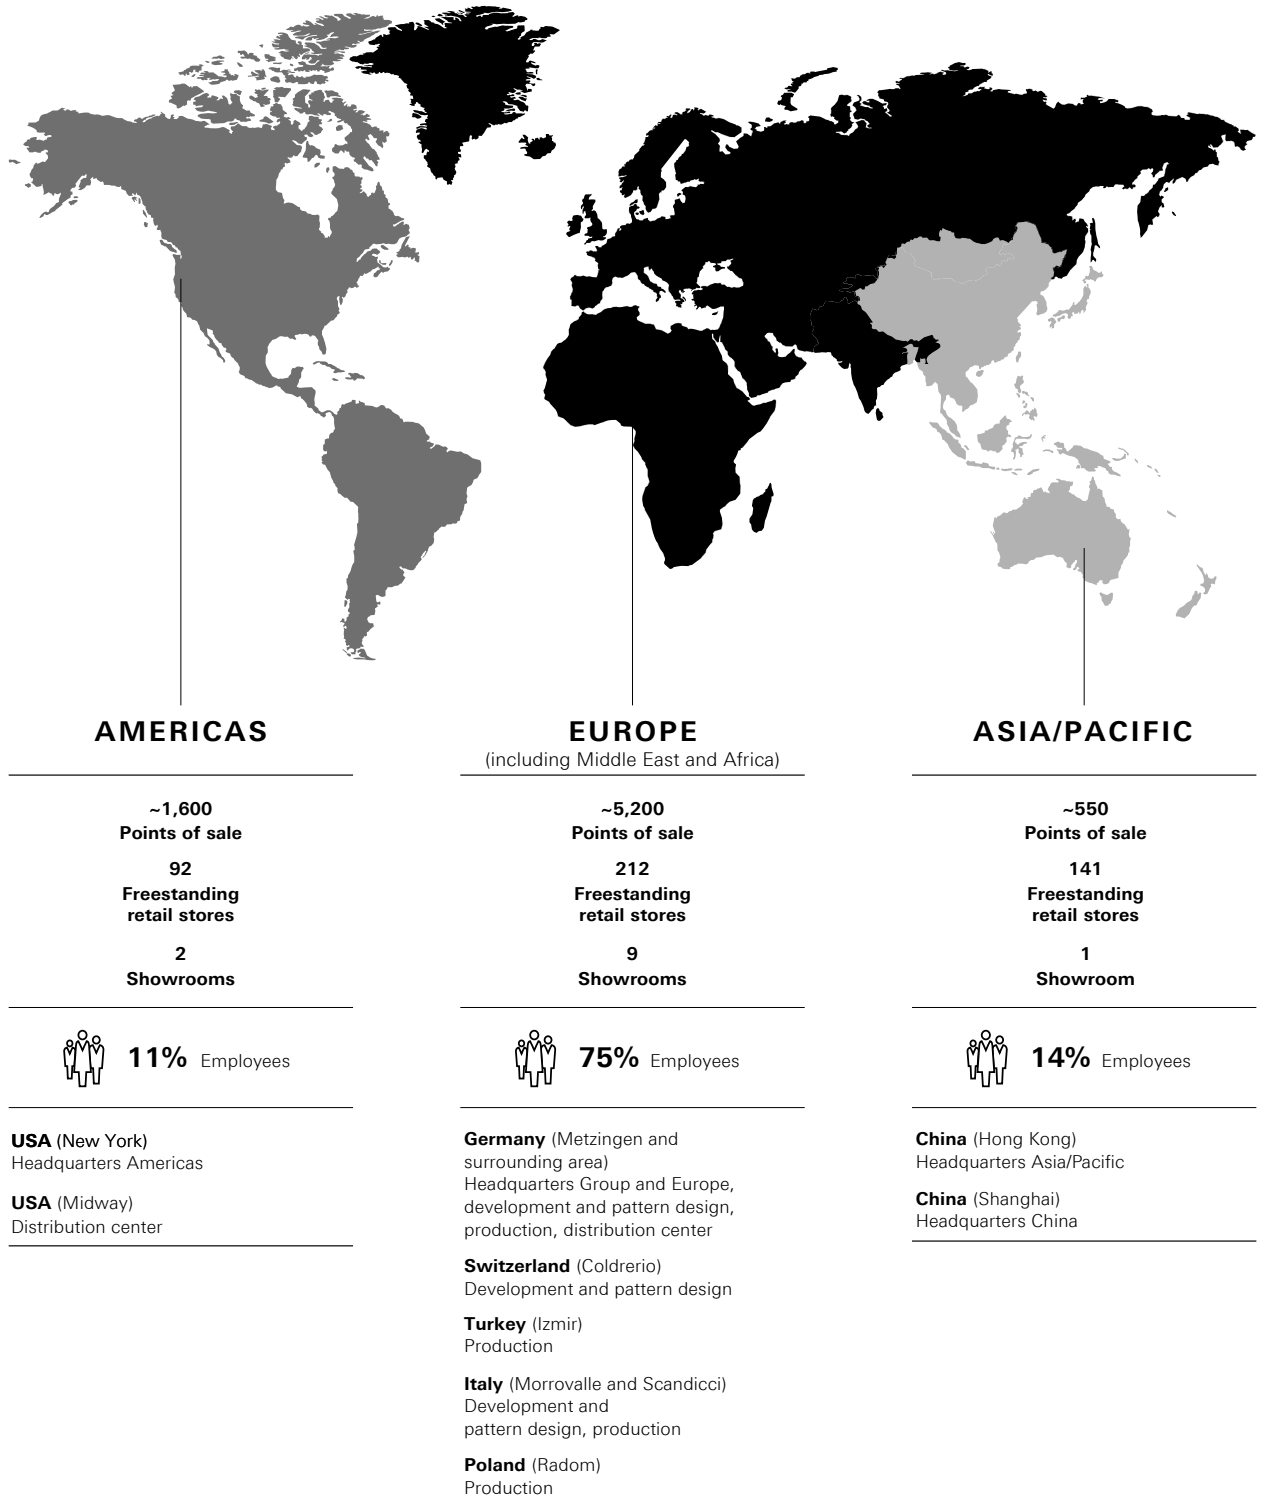 AMERICAS
~1,600
Points of sale
92
Freestanding
retail stores
2
Showrooms
11% Employees
USA (New York)
Headquarters Americas
USA (Midway)
Distribution center
EUROPE
(including Middle East and Africa)
~5,200
Points of sale
212
Freestanding
retail stores
9
Showrooms
75% Employees
Germany (Metzingen and
surrounding area)
Headquarters Group and Europe,
development and pattern design,
production, distribution center
Switzerland (Coldrerio)
Development and pattern design
Turkey (Izmir)
Production
Italy (Morrovalle and Scandicci)
Development and
pattern design, production
Poland (Radom)
Production
ASIA/PACIFIC
~550
Points of sale
141
Freestanding
retail stores
1
Showroom
14% Employees
China (Hong Kong)
Headquarters Asia/Pacific
China (Shanghai)
Headquarters China